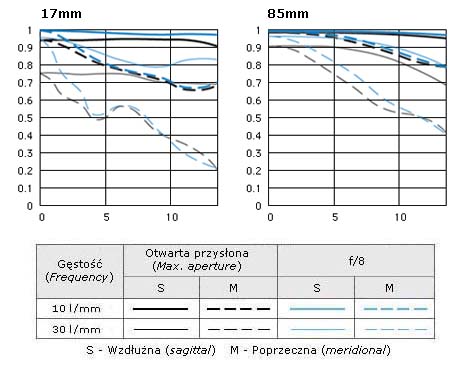 17mm
85mm
1
0.9
0.8
0.7
0.6
0.5
0.4
0.3
0.2
0.1
0
0 5 10
1
0.9
0.8
0.7
0.6
0.5
0.4
0.3
0.2
0.1
0
0 5 10
Gęstość
(Frequency)
Otwarta przysłona
(Max. aperture)
f/8
S M S M
10 l/mm
30 l/mm
S - Wzdłużna (sagittal) M - Poprzeczna (meridional)